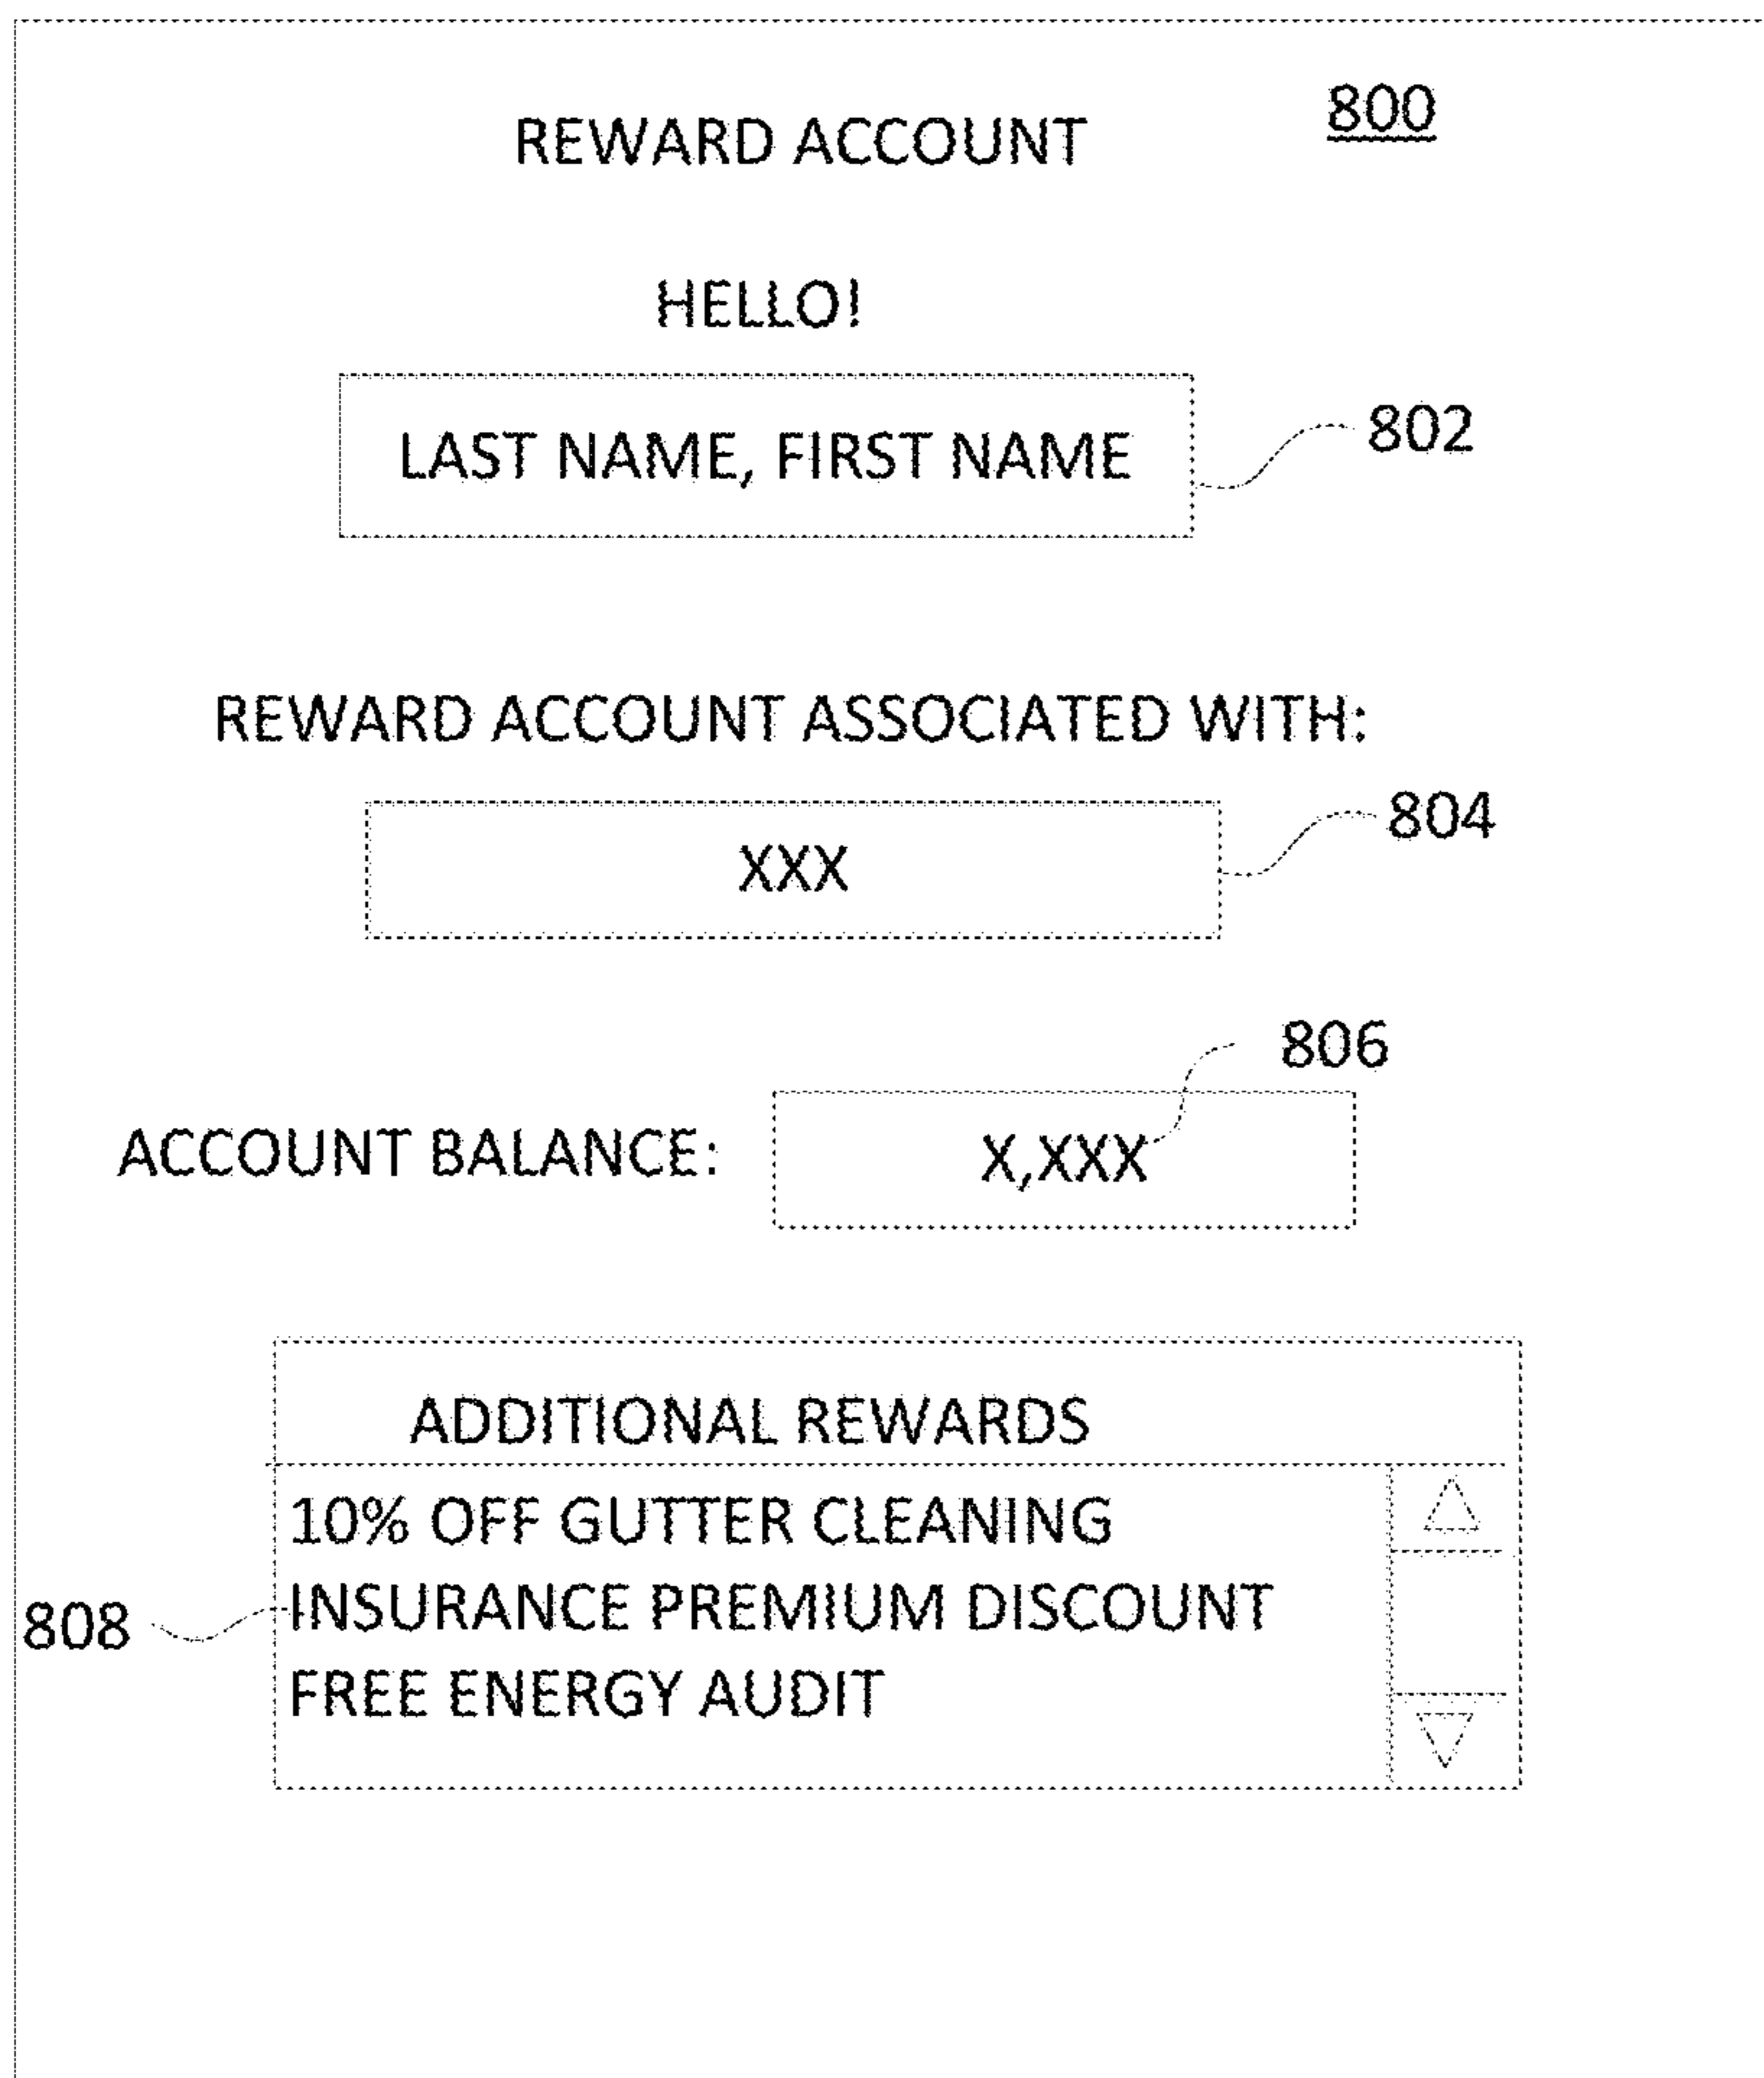 REWARD ACCOUNT 800
HELLO!
LAST NAME, FIRST NAME 802
REWARD ACCOUNT ASSOCIATED WITH:
804
XXX
806
ACCOUNT BALANCE: X,XXX
ADDITIONAL REWARDS
10% OFF GUTTER CLEANING
808 INSURANCE PREMIUM DISCOUNT
FREE ENERGY AUDIT